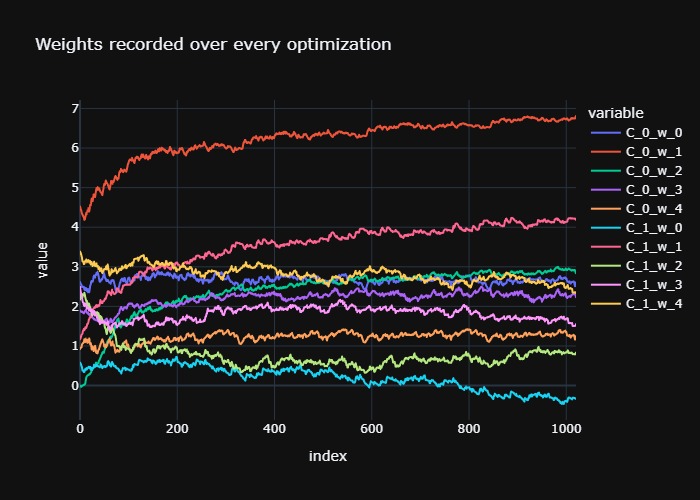 Weights recorded over every optimization
value
7
6
5
4
3
2
1
0
0
200
400
600
800
1000
index
variable
C_0_w_0
C_0_w_1
C_0_w_2
C_0_w_3
C_0_w_4
C_1_w_0
C_1_w_1
C_1_w_2
C_1_w_3
C_1_w_4